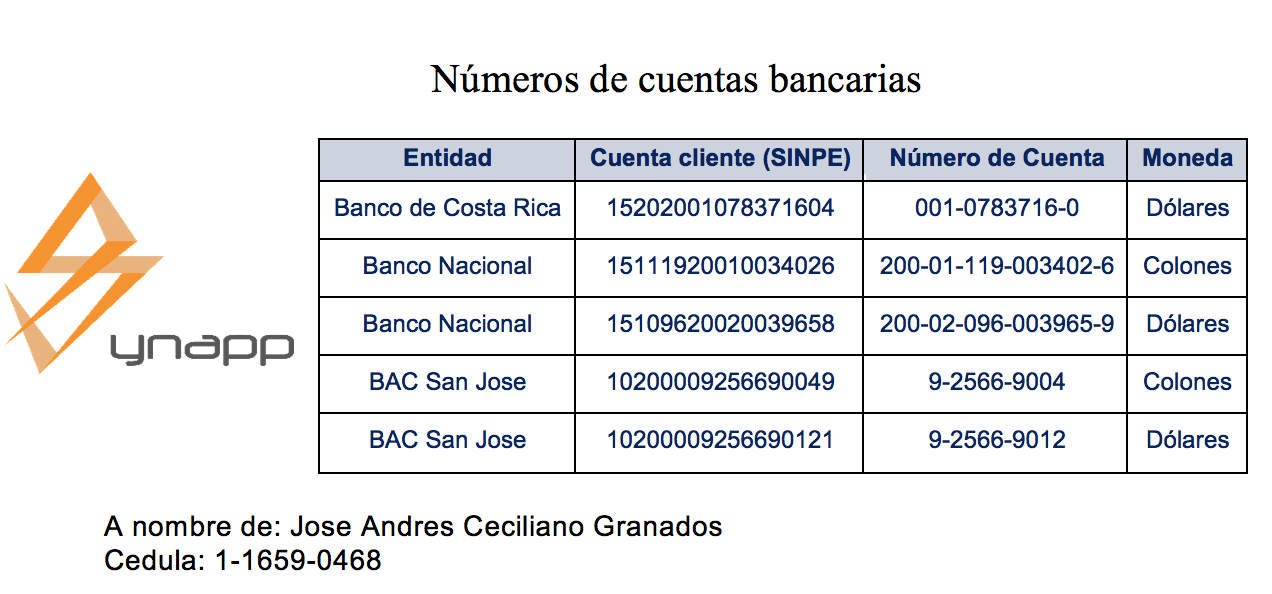 Números de cuentas bancarias
Entidad Cuenta cliente (SINPE) Número de Cuenta Moneda
Banco de Costa Rica 15202001078371604 001-0783716-0 Dólares
Banco Nacional 15111920010034026 200-01-119-003402-6 Colones
Banco Nacional 15109620020039658 200-02-096-003965-9 Dólares
BAC San Jose 10200009256690049 9-2566-9004 Colones
BAC San Jose 10200009256690121 9-2566-9012 Dólares
ynapp
A nombre de: Jose Andres Ceciliano Granados
Cedula: 1-1659-0468